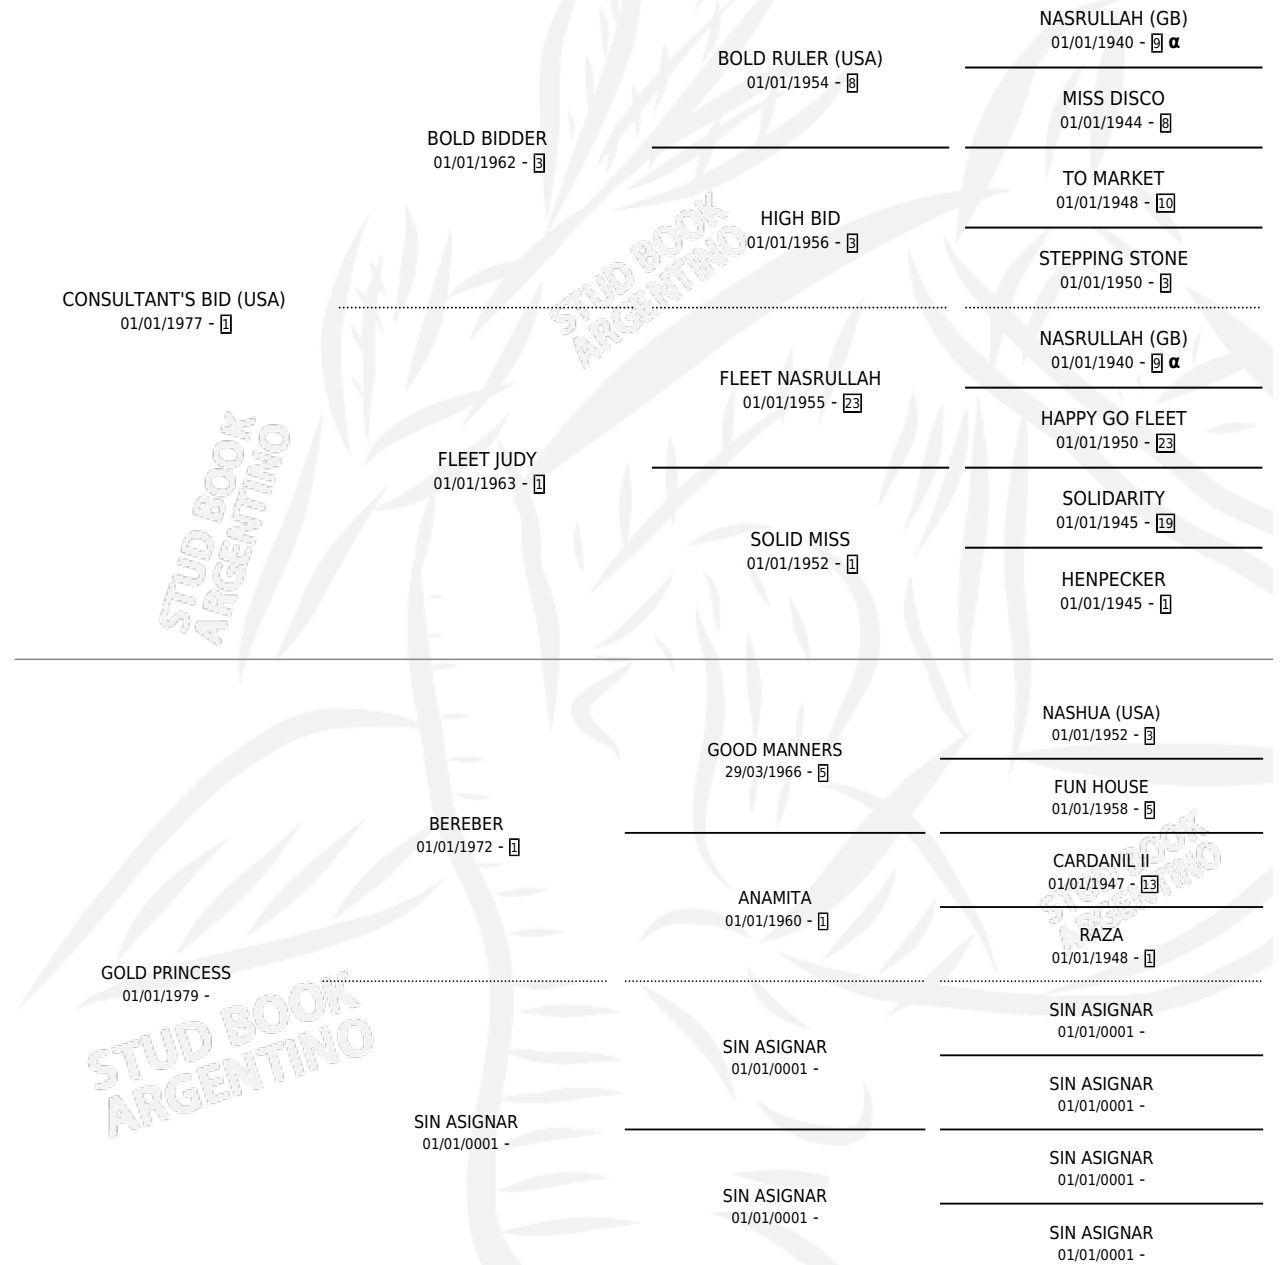 NASRULLAH (GB)
01/01/1940 - 9 α
BOLD RULER (USA)
01/01/1954 - 8
MISS DISCO
01/01/1944 - 8
BOLD BIDDER
01/01/1962 - 3
TO MARKET
01/01/1948 - 10
HIGH BID
01/01/1956 - 3
STEPPING STONE
01/01/1950 - 3
STUD BOOK
ARGENTINO
CONSULTANT'S BID (USA)
01/01/1977 - 1
NASRULLAH (GB)
01/01/1940 - 9 α
FLEET NASRULLAH
01/01/1955 - 23
HAPPY GO FLEET
01/01/1950 - 23
FLEET JUDY
01/01/1963 - 1
SOLIDARITY
01/01/1945 - 19
SOLID MISS
01/01/1952 - 1
HENPECKER
01/01/1945 - 1
STUD BOOK
ARGENTINO
NASHUA (USA)
01/01/1952 - 3
GOOD MANNERS
29/03/1966 - 5
FUN HOUSE
01/01/1958 - 5
BEREBER
01/01/1972 - 1
CARDANIL II
01/01/1947 - 13
ANAMITA
01/01/1960 - 1
RAZA
01/01/1948 - 1
STUD BOOK
ARGENTINO
GOLD PRINCESS
01/01/1979 -
SIN ASIGNAR
01/01/0001 -
SIN ASIGNAR
01/01/0001 -
SIN ASIGNAR
01/01/0001 -
SIN ASIGNAR
01/01/0001 -
SIN ASIGNAR
01/01/0001 -
SIN ASIGNAR
01/01/0001 -
SIN ASIGNAR
01/01/0001 -
STUD BOOK
ARGENTINO